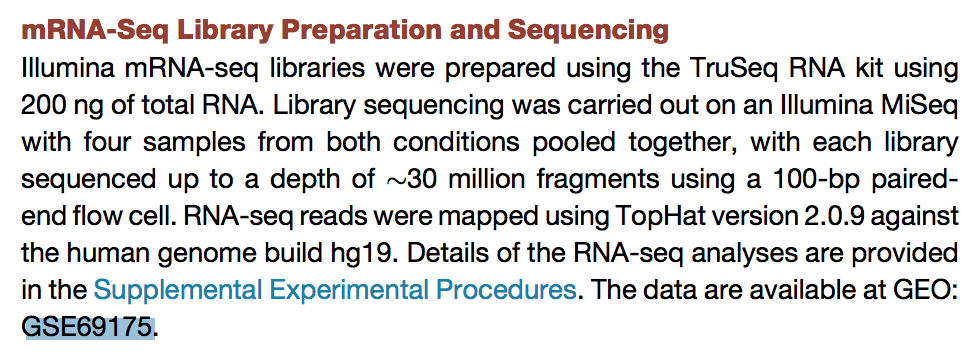 mRNA-Seq Library Preparation and Sequencing
Illumina mRNA-seq libraries were prepared using the TruSeq RNA kit using
200 ng of total RNA. Library sequencing was carried out on an Illumina MiSeq
with four samples from both conditions pooled together, with each library
sequenced up to a depth of ~30 million fragments using a 100-bp paired-
end flow cell. RNA-seq reads were mapped using TopHat version 2.0.9 against
the human genome build hg19. Details of the RNA-seq analyses are provided
in the Supplemental Experimental Procedures. The data are available at GEO:
GSE69175.